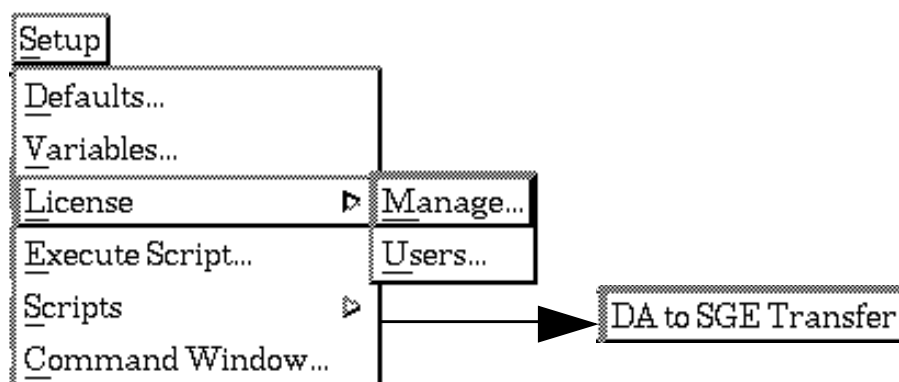 Setup
Defaults...
Variables...
License
Manage...
Execute Script...
Users...
Scripts
DA to SGE Transfer
Command Window...